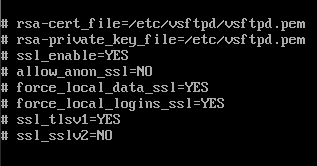 # rsa-cert_file=/etc/vsftpd/vsftpd.pem
# rsa-private_key_file=/etc/vsftpd/vsftpd.pem
# ssl_enable=YES
# allow_anon_ssl=NO
# force_local_data_ssl=YES
# force_local_logins_ssl=YES
# ssl_tlsv1=YES
# ssl_sslv2=NO